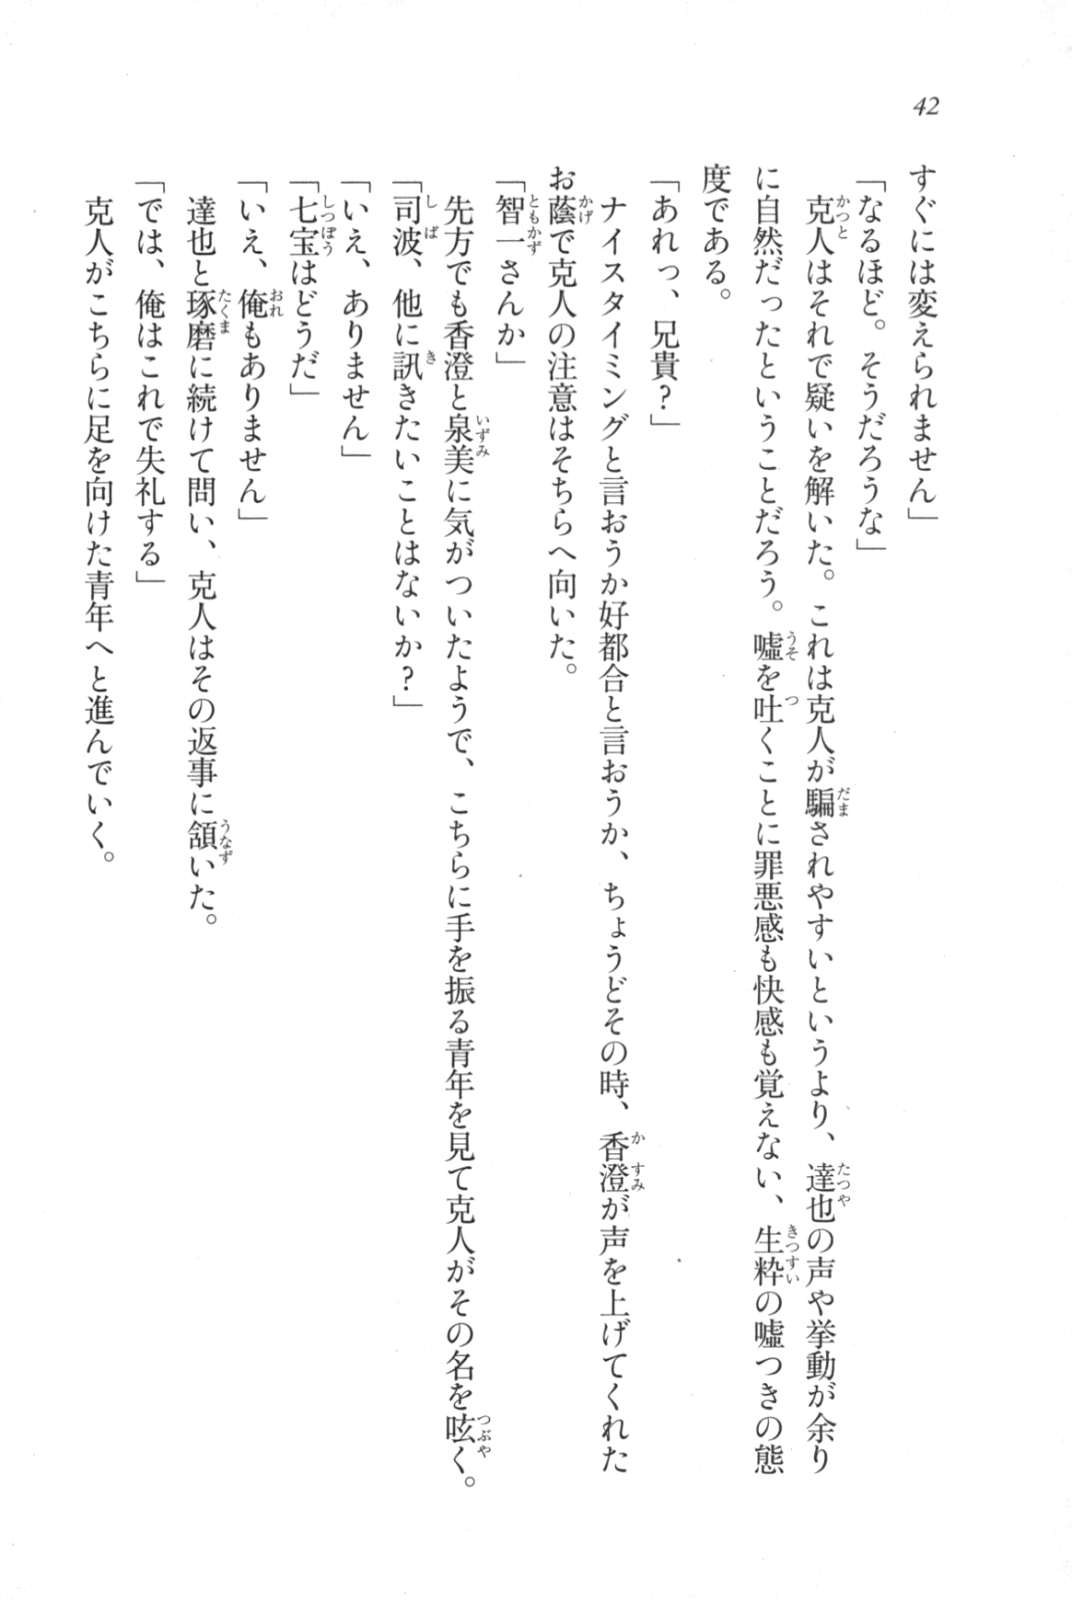 42
すぐには変えられません」
「なるほど。そうだろうな」
克人はそれで疑いを解いた。これは克人が騙されやすいというより、達也の声や挙動が余り
に自然だったということだろう。嘘を吐くことに罪悪感も快感も覚えない、生粋の嘘つきの態
度である。
「あれっ、兄貴？」
ナイスタイミングと言おうか好都合と言おうか、ちょうどその時、香澄が声を上げてくれた
お蔭で克人の注意はそちらへ向いた。
「智一さんか」
先方でも香澄と泉美に気がついたようで、こちらに手を振る青年を見て克人がその名を呟く。
「司波、他に訊きたいことはないか？」
「いえ、ありません」
「七宝はどうだ」
「いえ、俺もありません」
達也と琢磨に続けて問い、克人はその返事に頷いた。
「では、俺はこれで失礼する」
克人がこちらに足を向けた青年へと進んでいく。